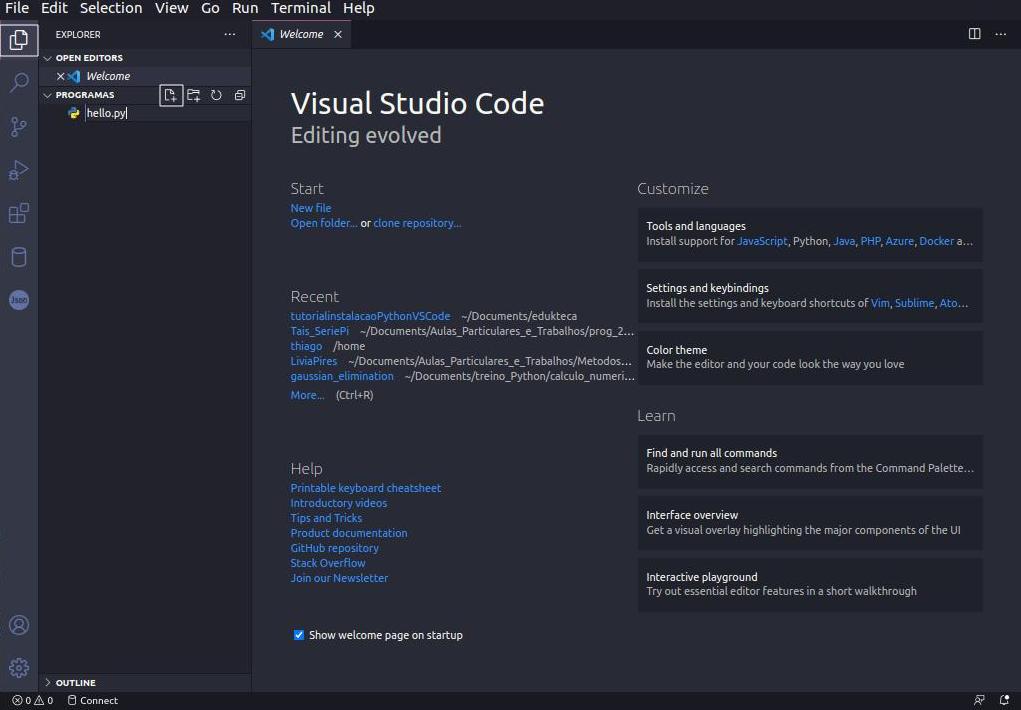 File Edit Selection View Go Run Terminal Help
EXPLORER
OPEN EDITORS
Welcome
PROGRAMAS
hello.py
Json
OUTLINE
Welcome
Visual Studio Code
Editing evolved
Start
New file
Open folder... or clone repository...
Recent
tutorialinstalacaoPythonVSCode ~/Documents/edukteca
Tais_SeriePi ~/Documents/Aulas_Particulares_e_Trabalhos/prog_2...
thiago /home
LiviaPires ~/Documents/Aulas_Particulares_e_Trabalhos/Metodos...
gaussian_elimination ~/Documents/treino_Python/calculo_numeri...
More... (Ctrl+R)
Help
Printable keyboard cheatsheet
Introductory videos
Tips and Tricks
Product documentation
GitHub repository
Stack Overflow
Join our Newsletter
Show welcome page on startup
Customize
Tools and languages
Install support for JavaScript, Python, Java, PHP, Azure, Docker a...
Settings and keybindings
Install the settings and keyboard shortcuts of Vim, Sublime, Ato...
Color theme
Make the editor and your code look the way you love
Learn
Find and run all commands
Rapidly access and search commands from the Command Palette...
Interface overview
Get a visual overlay highlighting the major components of the UI
Interactive playground
Try out essential editor features in a short walkthrough
0 0 Connect